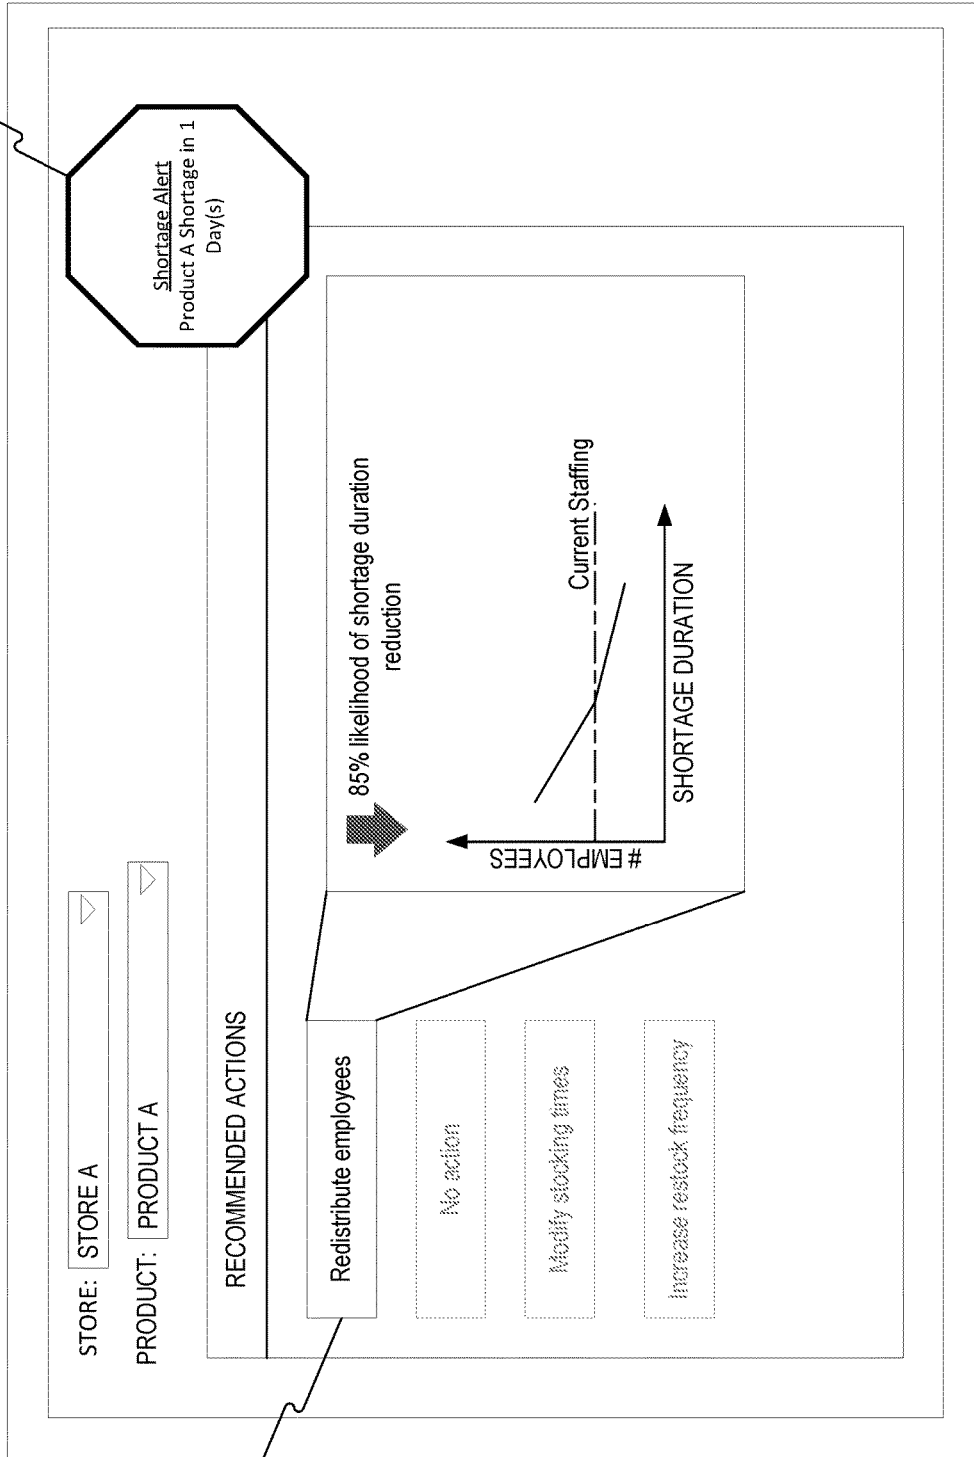 STORE: STORE A
PRODUCT: PRODUCT A
Shortage Alert
Product A Shortage in 1
Day(s)
RECOMMENDED ACTIONS
Redistribute employees
No action
Modify stocking times
Increase restock frequency
85% likelihood of shortage duration
reduction
# EMPLOYEES
Current Staffing
SHORTAGE DURATION